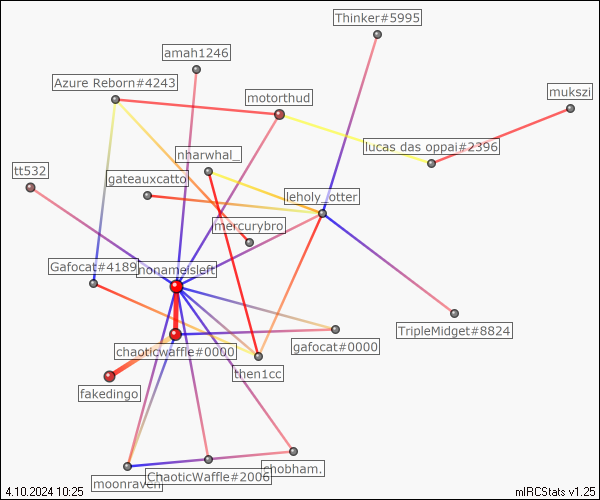 Thinker#5995
amah1246
Azure Reborn#4243
motorthud
mukszi
lucas das oppai#2396
nharwhal_
tt532
gateauxcatto
leholy_otter
mercurybro
Gafocat#4189
nonameisleft
TripleMidget#8824
gafocat#0000
chaoticwaffle#0000
then1cc
fakedingo
chobham.
ChaoticWaffle#2006
moonraven
4.10.2024 10:25
mIRCStats v1.25